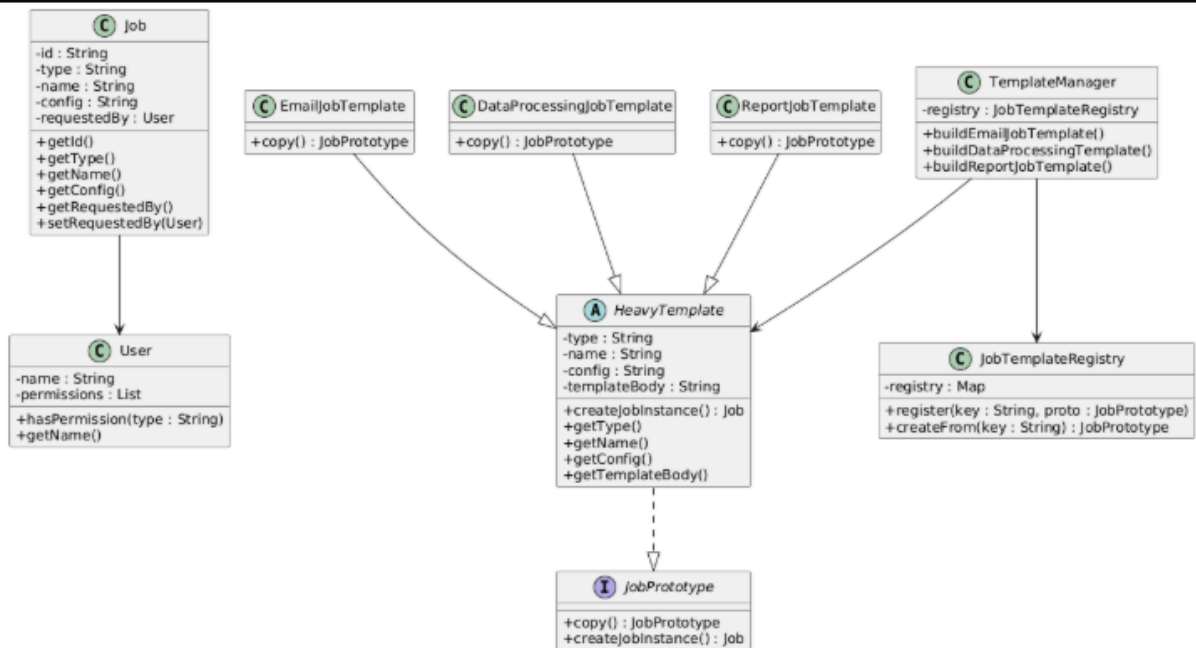 C Job
-id : String
-type : String
-name : String
-config : String
-requestedBy : User
+getId()
+getType()
+getName()
+getConfig()
+getRequestedBy()
+setRequestedBy(User)
C EmailJobTemplate
+copy() : JobPrototype
C DataProcessingJobTemplate
+copy() : JobPrototype
C ReportJobTemplate
+copy() : JobPrototype
C TemplateManager
-registry : JobTemplateRegistry
+buildEmailJobTemplate()
+buildDataProcessingTemplate()
+buildReportJobTemplate()
C User
-name : String
-permissions : List
+hasPermission(type : String)
+getName()
A HeavyTemplate
-type : String
-name : String
-config : String
-templateBody : String
+createJobInstance() : Job
+getType()
+getName()
+getConfig()
+getTemplateBody()
C JobTemplateRegistry
-registry : Map
+register(key : String, proto : JobPrototype)
+createFrom(key : String) : JobPrototype
I JobPrototype
+copy() : JobPrototype
+createJobInstance() : Job